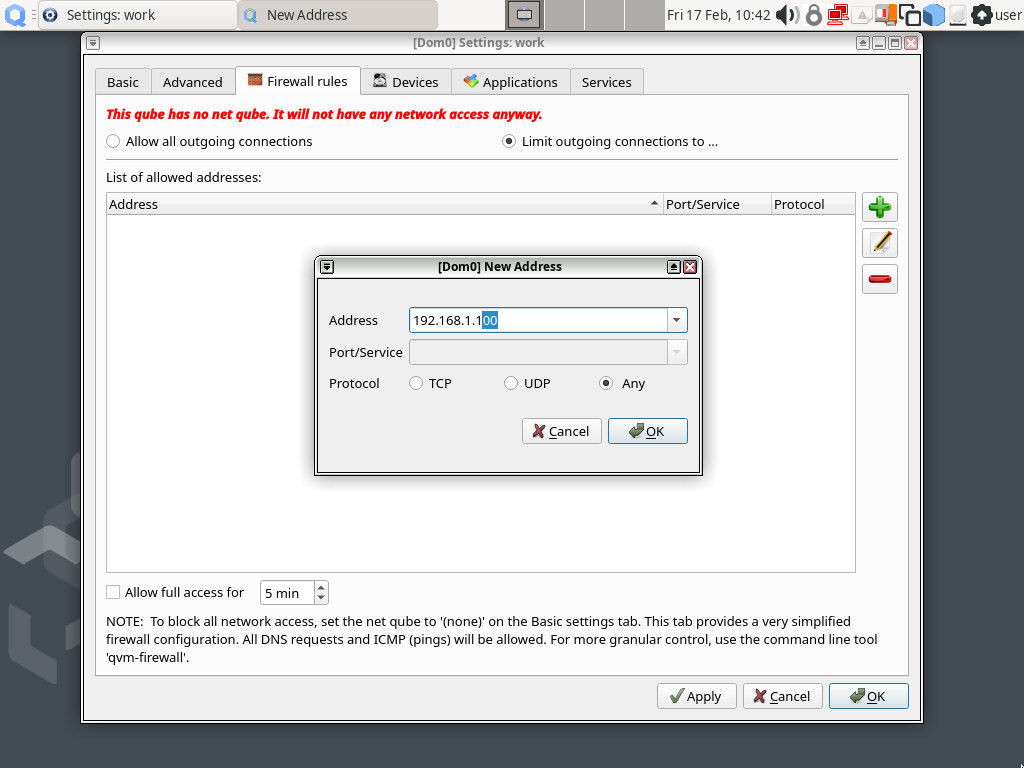 Settings: work
New Address
Fri 17 Feb, 10:42
user
[Dom0] Settings: work
Basic
Advanced
Firewall rules
Devices
Applications
Services
This qube has no net qube. It will not have any network access anyway.
Allow all outgoing connections
Limit outgoing connections to ...
List of allowed addresses:
Address
Port/Service
Protocol
[Dom0] New Address
Address
192.168.1.100
Port/Service
Protocol
TCP
UDP
Any
Cancel
OK
Allow full access for
5 min
NOTE:  To block all network access, set the net qube to '(none)' on the Basic settings tab. This tab provides a very simplified
firewall configuration. All DNS requests and ICMP (pings) will be allowed. For more granular control, use the command line tool
'qvm-firewall'.
Apply
Cancel
OK